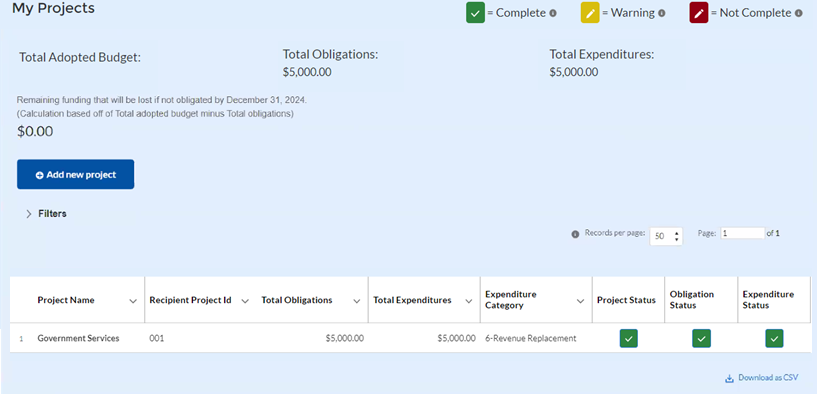 My Projects
= Complete
= Warning
= Not Complete
Total Adopted Budget:
Total Obligations:
$5,000.00
Total Expenditures:
$5,000.00
Remaining funding that will be lost if not obligated by December 31, 2024.
(Calculation based off of Total adopted budget minus Total obligations)
$0.00
Add new project
Filters
Records per page: 50 Page: 1 of 1
Project Name Recipient Project Id Total Obligations Total Expenditures Expenditure Category Project Status Obligation Status Expenditure Status
1 Government Services 001 $5,000.00 $5,000.00 6-Revenue Replacement
Download as CSV